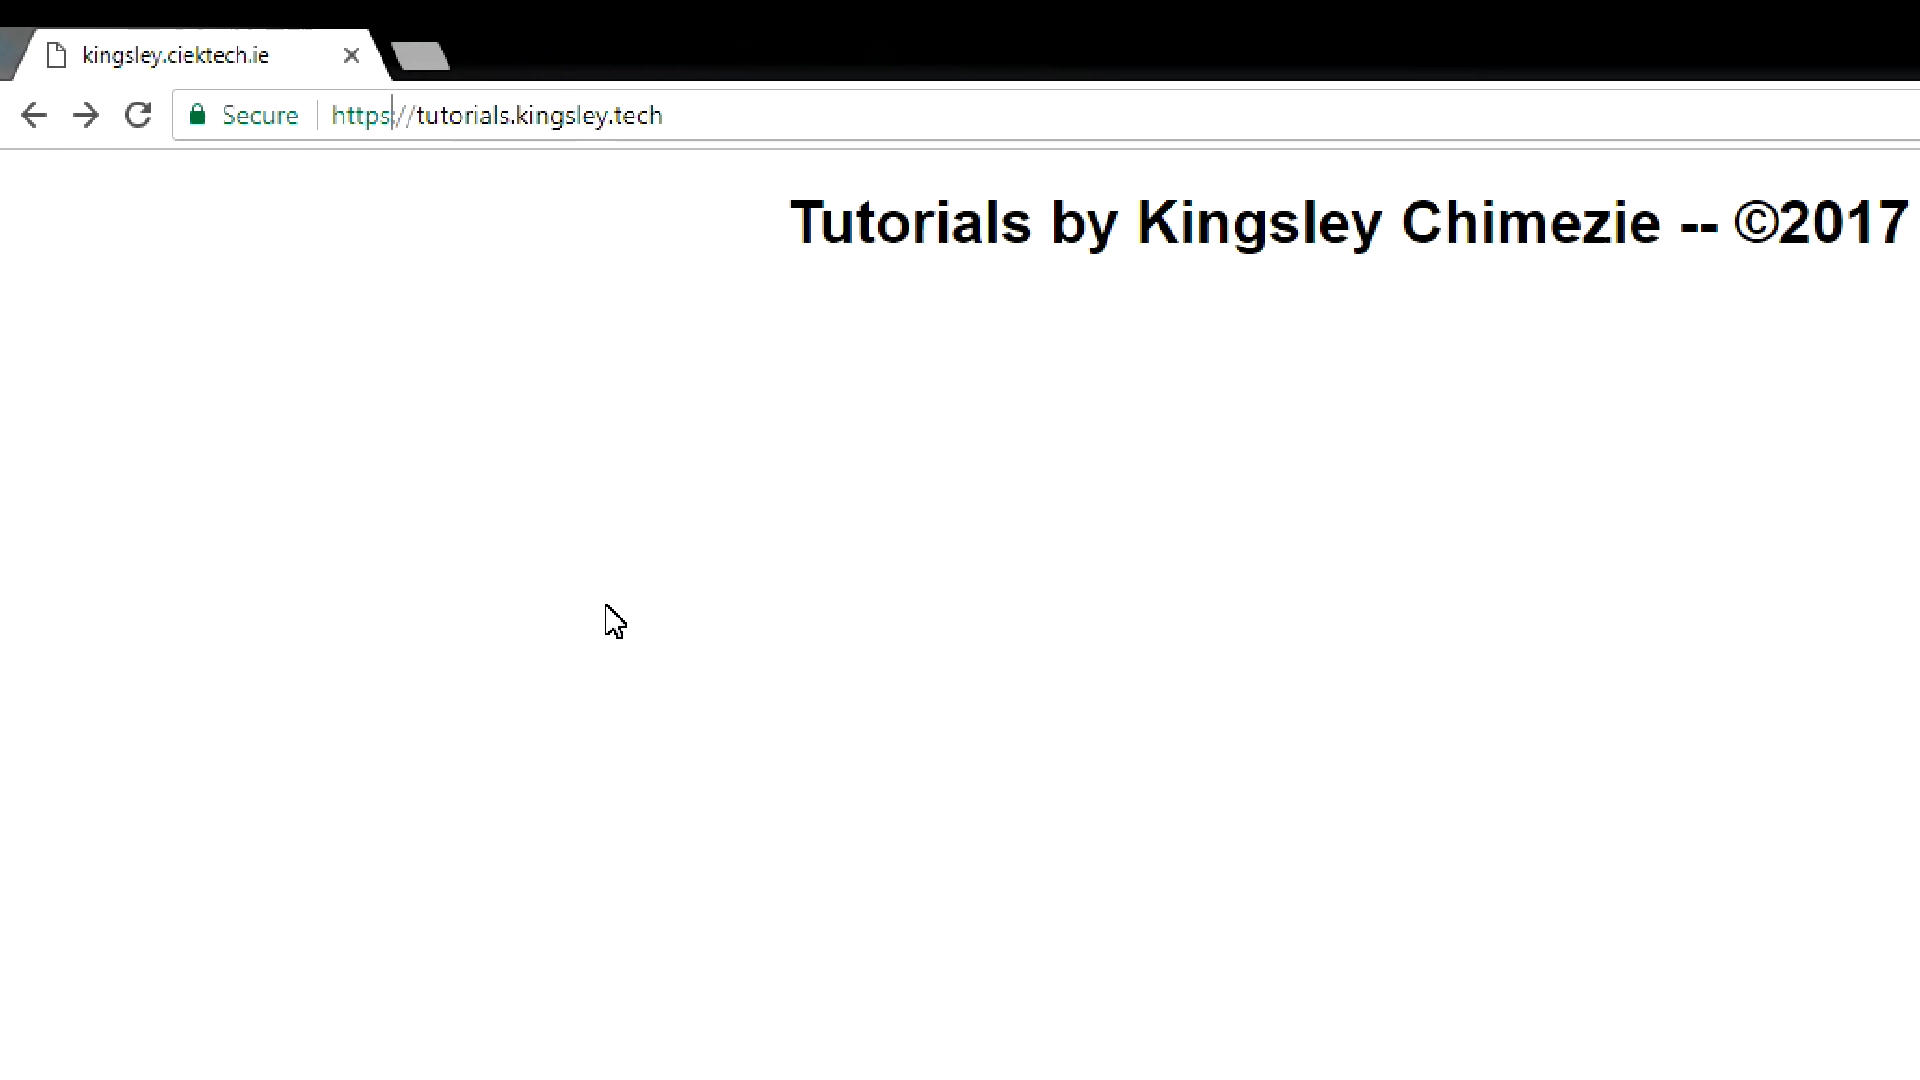 kingsley.ciektech.ie
Secure https://tutorials.kingsley.tech
Tutorials by Kingsley Chimezie -- ©2017